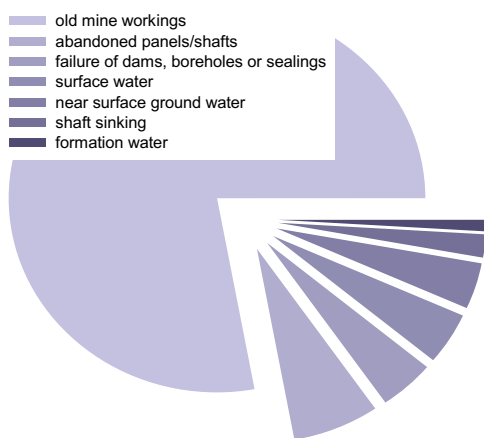 old mine workings
abandoned panels/shafts
failure of dams, boreholes or sealings
surface water
near surface ground water
shaft sinking
formation water